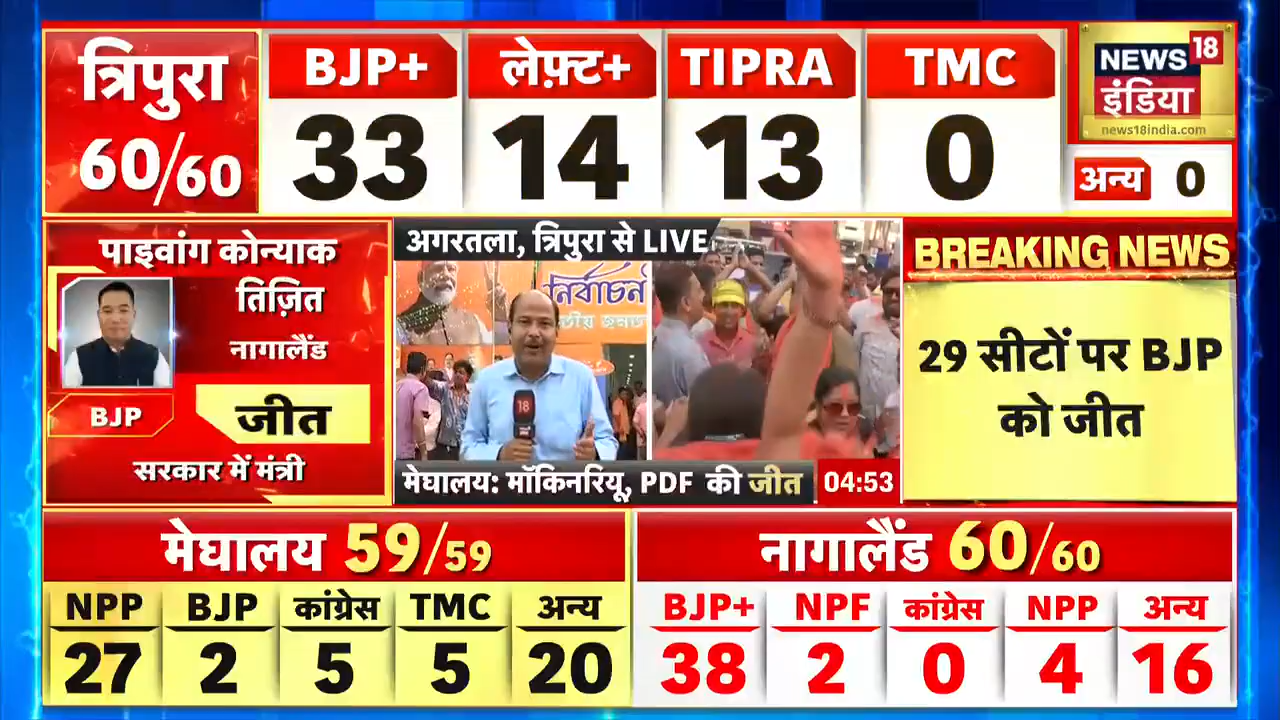 त्रिपुरा
60/60
BJP+
33
लेफ़्ट+
14
TIPRA
13
TMC
0
NEWS 18
इंडिया
news18india.com
अन्य 0
पाइवांग कोन्याक
तिज़ित
नागालैंड
BJP
जीत
सरकार में मंत्री
अगरतला, त्रिपुरा से LIVE
নির্বাচন
18
मेघालय: मॉकिनरियू, PDF की जीत
04:53
BREAKING NEWS
29 सीटों पर BJP
को जीत
मेघालय 59/59
NPP BJP कांग्रेस TMC अन्य
27 2 5 5 20
नागालैंड 60/60
BJP+ NPF कांग्रेस NPP अन्य
38 2 0 4 16